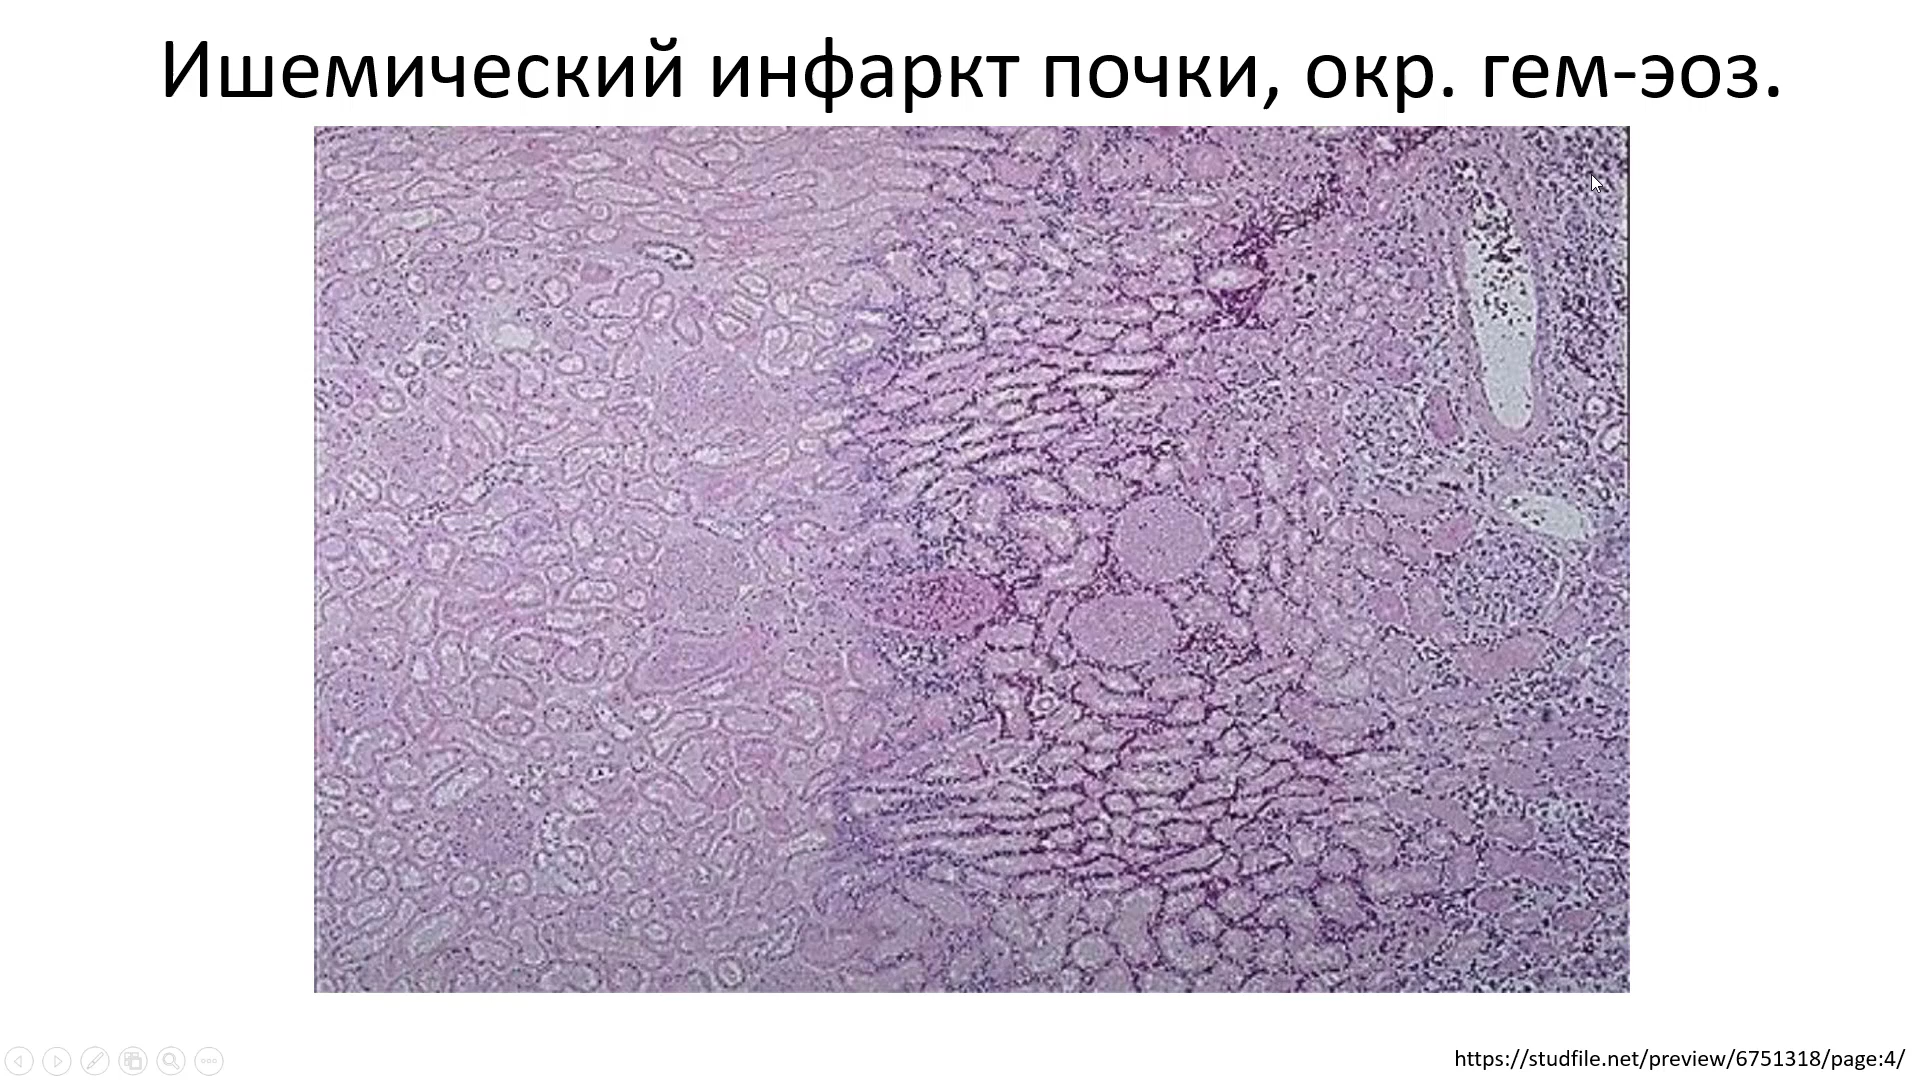 Ишемический инфаркт почки, окр. гем-эоз.
https://studfile.net/preview/6751318/page:4/